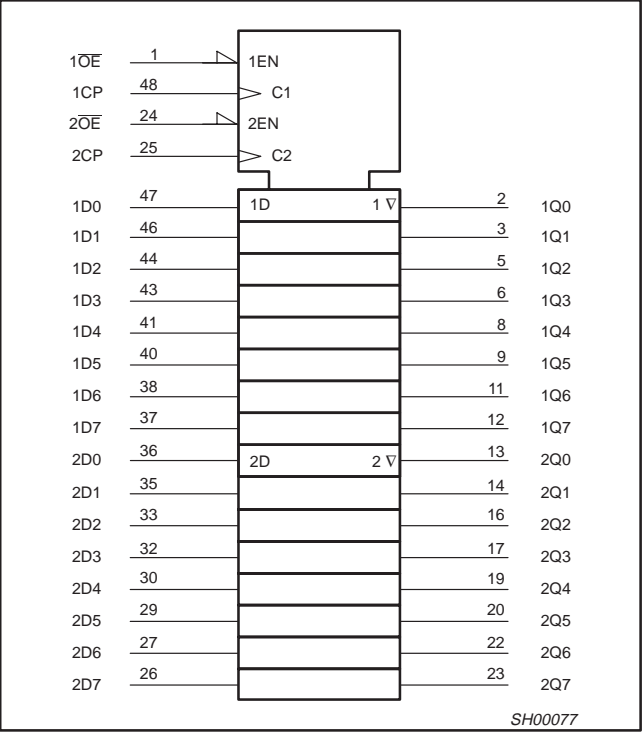 1O̅E̅ 1 1EN
1CP 48 C1
2O̅E̅ 24 2EN
2CP 25 C2
1D0 47 1D 1 ∇ 2 1Q0
1D1 46 3 1Q1
1D2 44 5 1Q2
1D3 43 6 1Q3
1D4 41 8 1Q4
1D5 40 9 1Q5
1D6 38 11 1Q6
1D7 37 12 1Q7
2D0 36 2D 2 ∇ 13 2Q0
2D1 35 14 2Q1
2D2 33 16 2Q2
2D3 32 17 2Q3
2D4 30 19 2Q4
2D5 29 20 2Q5
2D6 27 22 2Q6
2D7 26 23 2Q7
SH00077